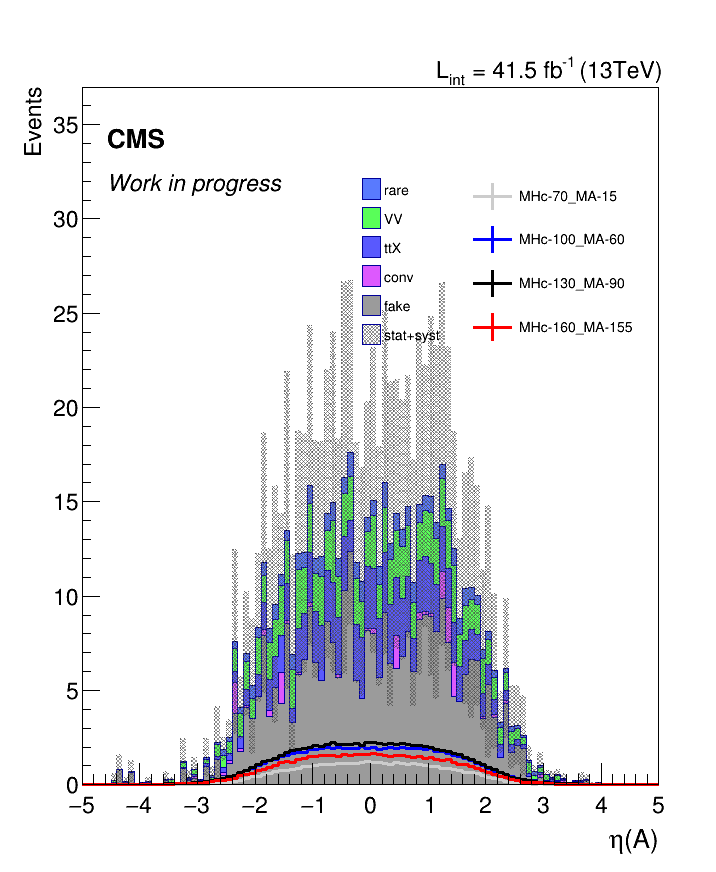 L_int = 41.5 fb^-1 (13TeV)
Events
CMS
Work in progress
rare
VV
ttX
conv
fake
stat+syst
MHc-70_MA-15
MHc-100_MA-60
MHc-130_MA-90
MHc-160_MA-155
35
30
25
20
15
10
5
0
−5 −4 −3 −2 −1 0 1 2 3 4 5
η(A)